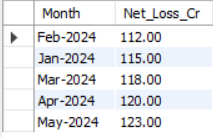 Month Net_Loss_Cr
Feb-2024 112.00
Jan-2024 115.00
Mar-2024 118.00
Apr-2024 120.00
May-2024 123.00